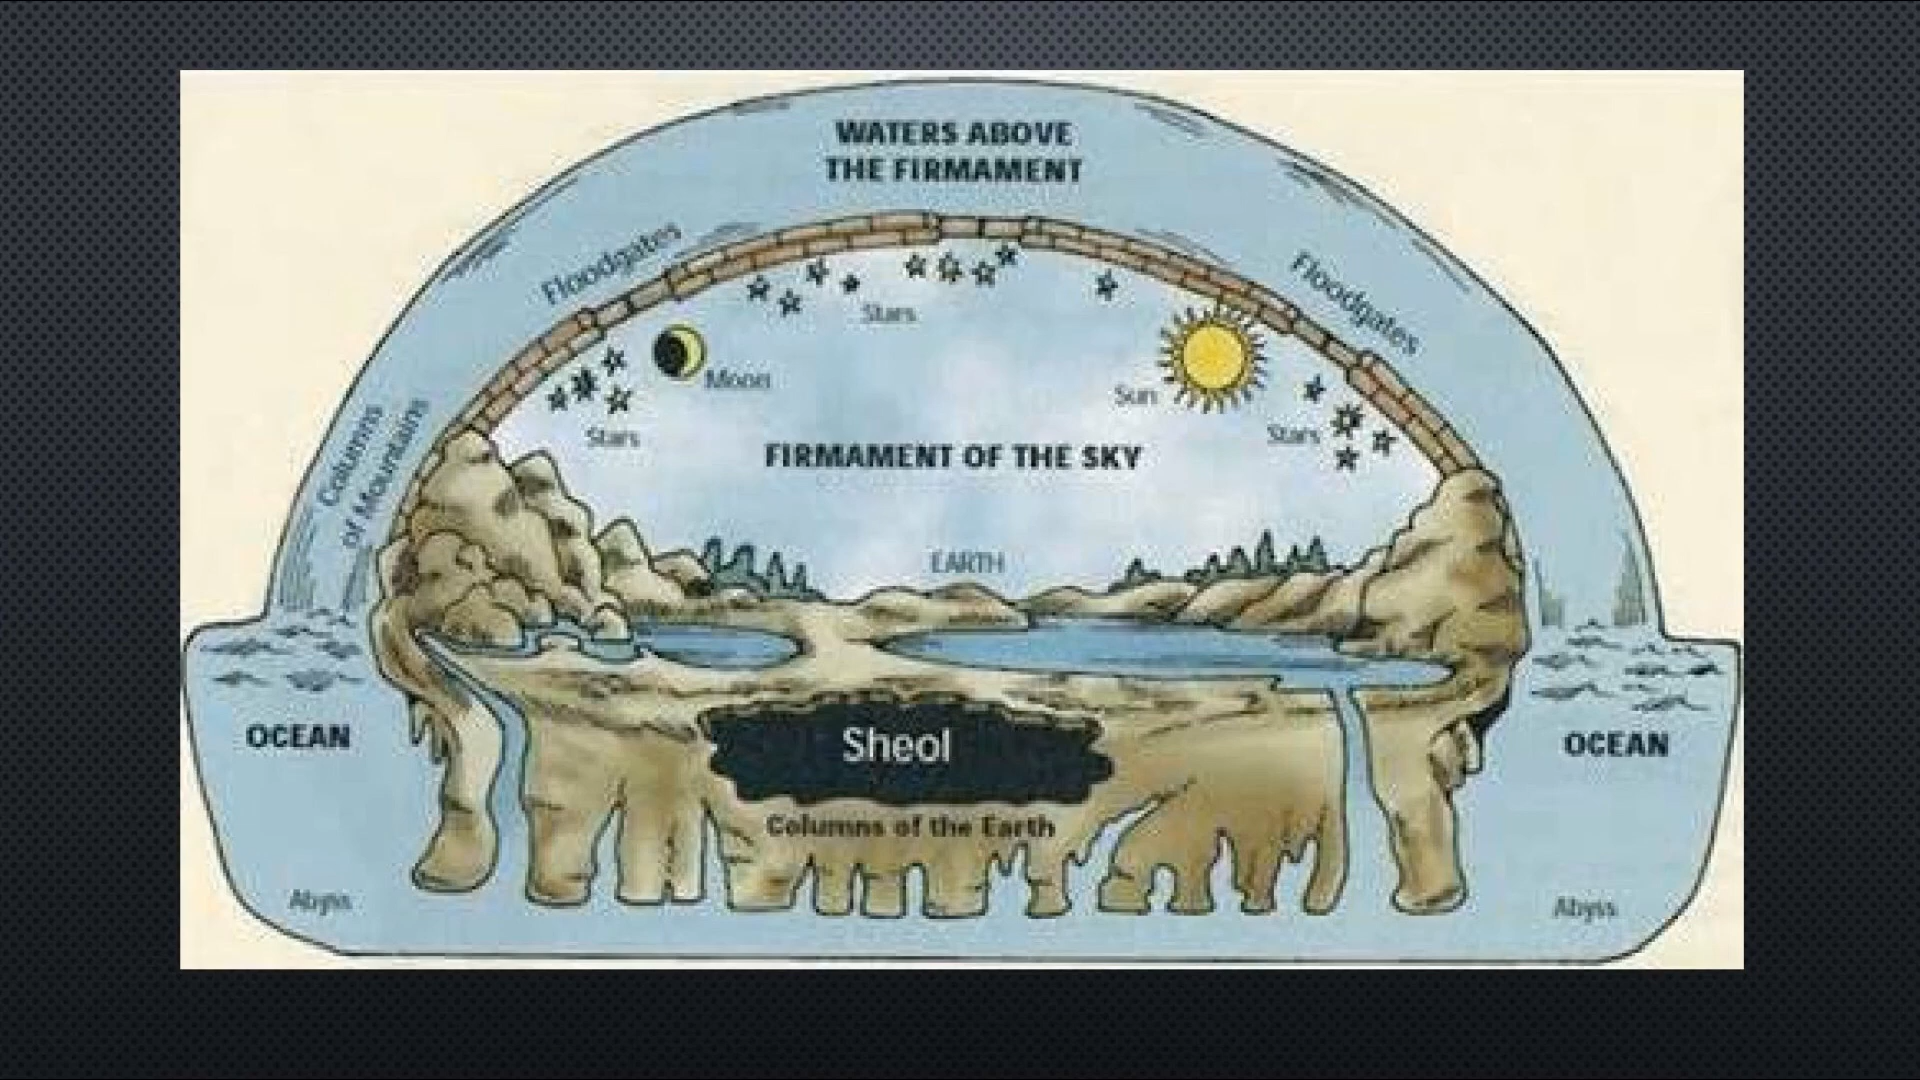 WATERS ABOVE
THE FIRMAMENT
Floodgates
Floodgates
Stars
Moon
Sun
Columns
of Mountains
Stars
Stars
FIRMAMENT OF THE SKY
EARTH
OCEAN
Sheol
OCEAN
Columns of the Earth
Abyss
Abyss